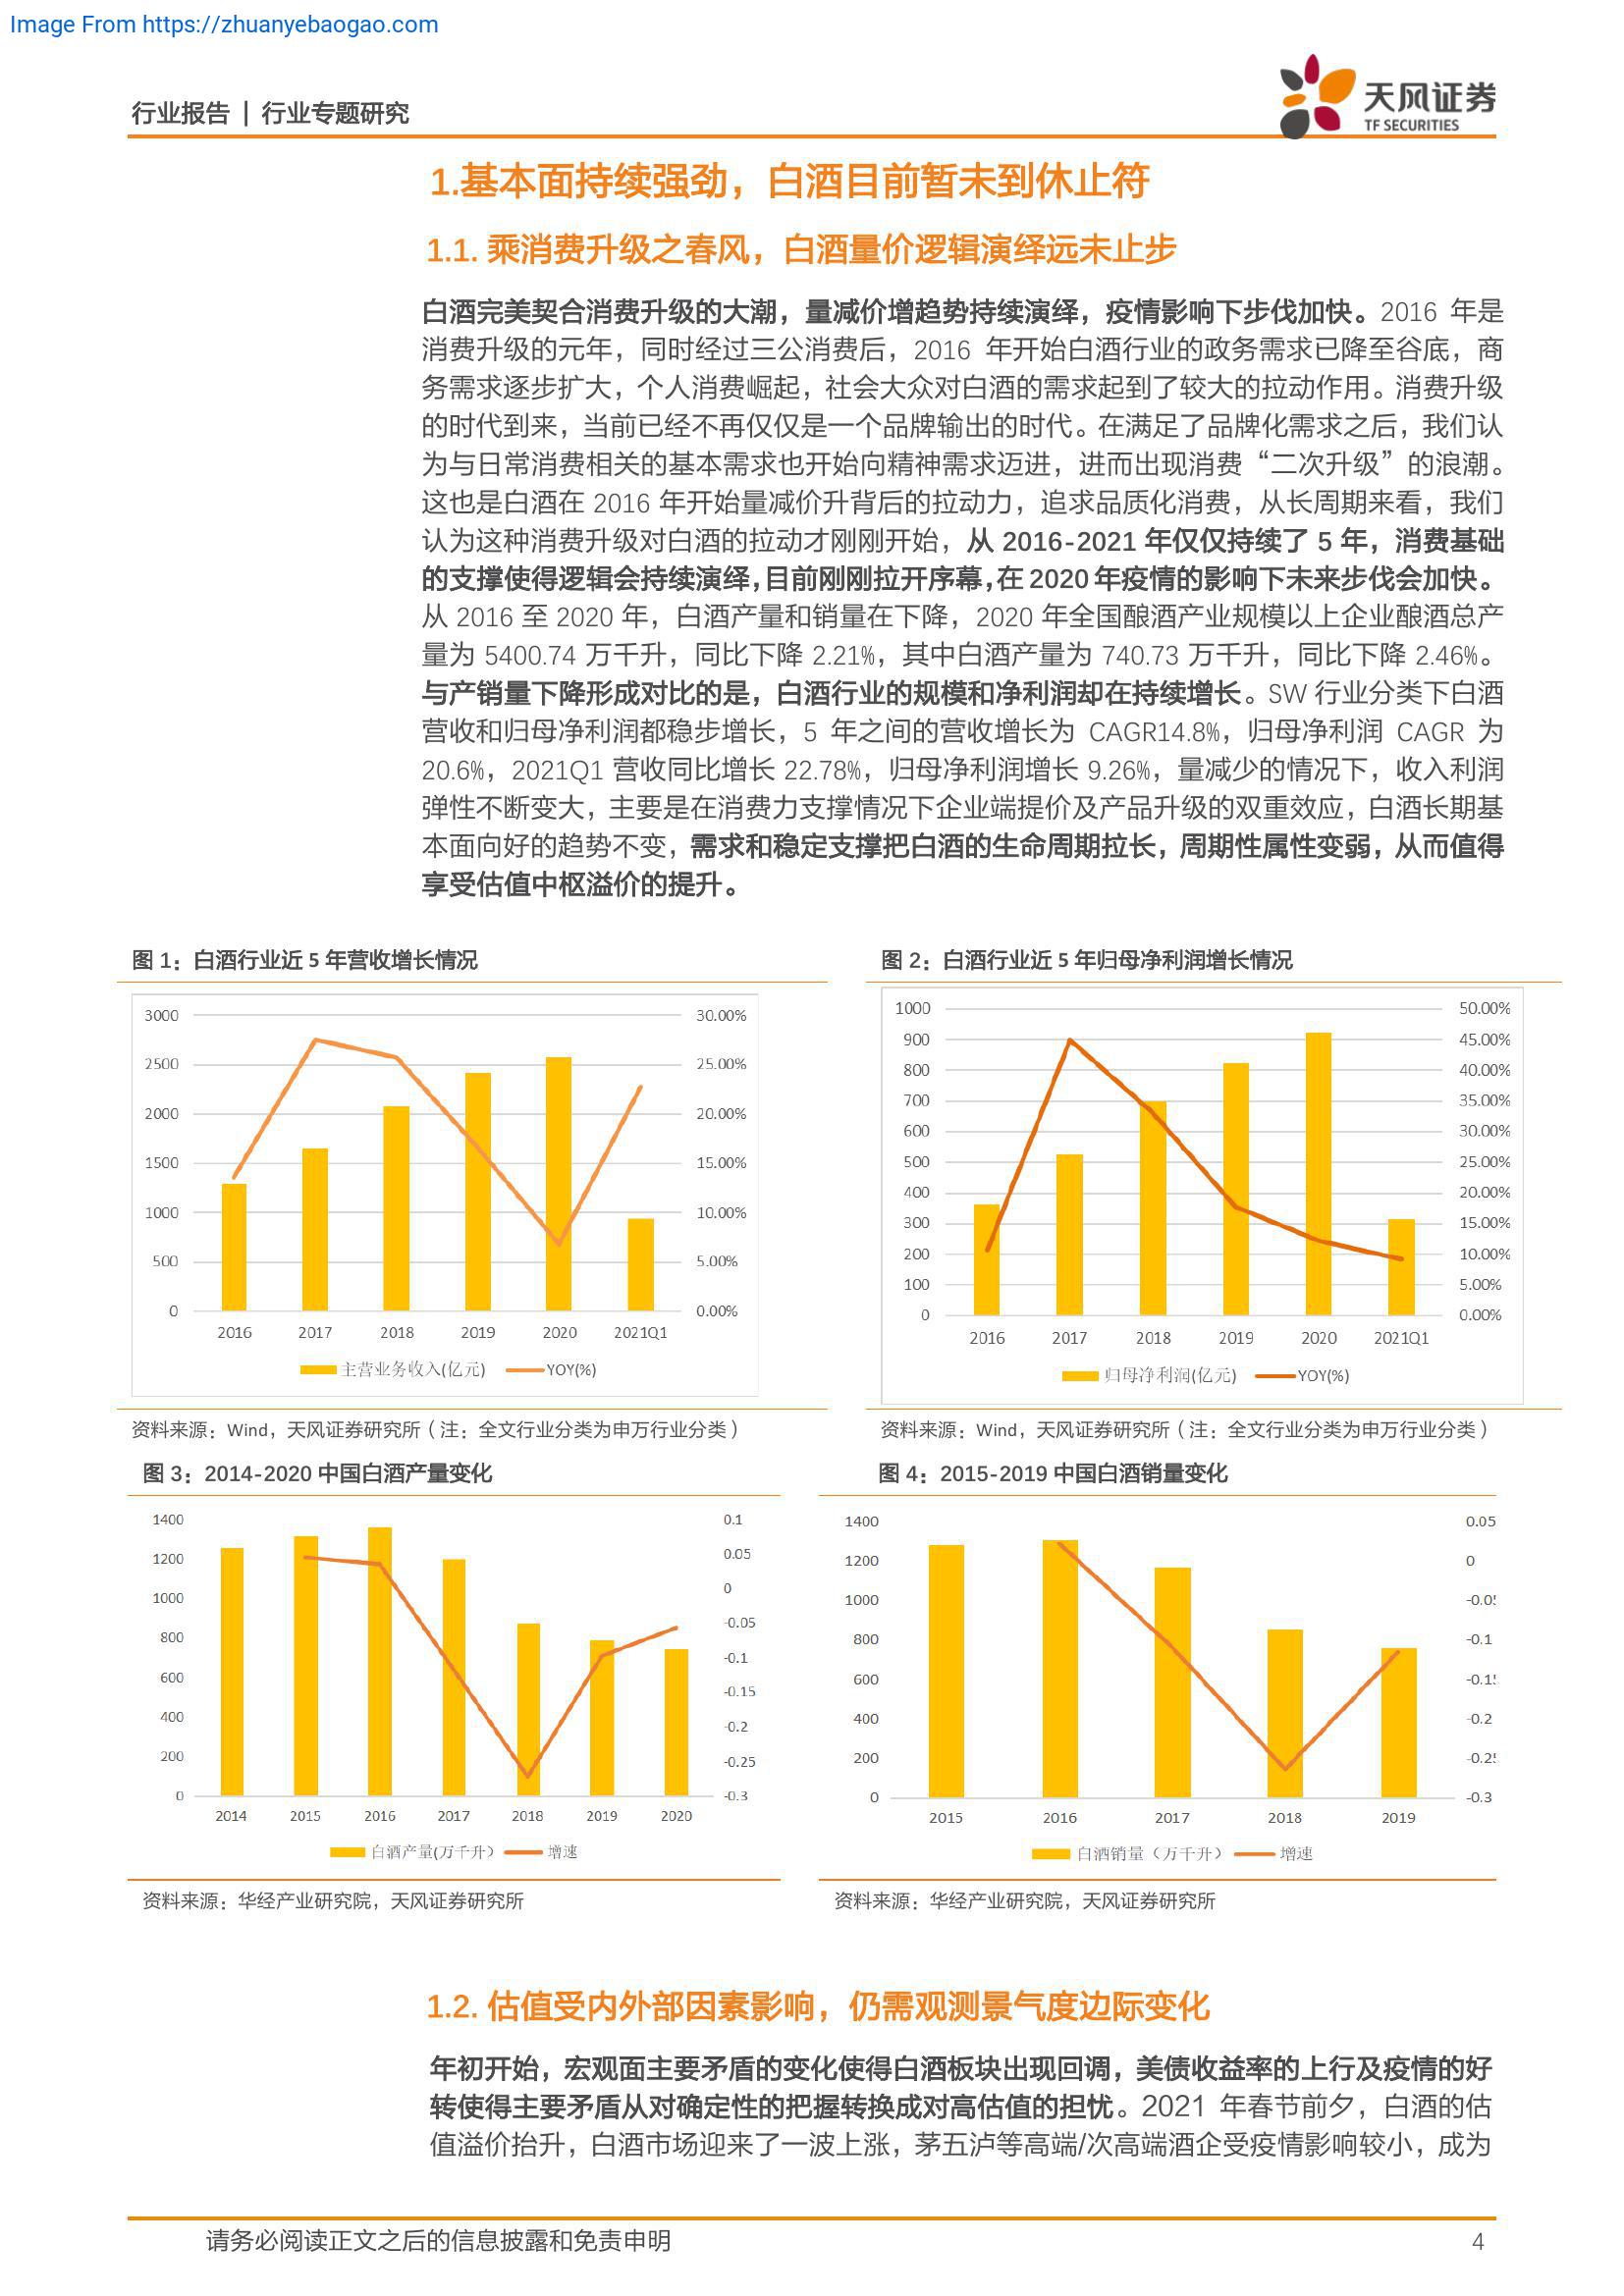 Image From https://zhuanyebaogao.com
行业报告 | 行业专题研究
天风证券
TF SECURITIES
1.基本面持续强劲，白酒目前暂未到休止符
1.1. 乘消费升级之春风，白酒量价逻辑演绎远未止步
白酒完美契合消费升级的大潮，量减价增趋势持续演绎，疫情影响下步伐加快。2016 年是
消费升级的元年，同时经过三公消费后，2016 年开始白酒行业的政务需求已降至谷底，商
务需求逐步扩大，个人消费崛起，社会大众对白酒的需求起到了较大的拉动作用。消费升级
的时代到来，当前已经不再仅仅是一个品牌输出的时代。在满足了品牌化需求之后，我们认
为与日常消费相关的基本需求也开始向精神需求迈进，进而出现消费“二次升级”的浪潮。
这也是白酒在 2016 年开始量减价升背后的拉动力，追求品质化消费，从长周期来看，我们
认为这种消费升级对白酒的拉动才刚刚开始，从 2016-2021 年仅仅持续了 5 年，消费基础
的支撑使得逻辑会持续演绎，目前刚刚拉开序幕，在 2020 年疫情的影响下未来步伐会加快。
从 2016 至 2020 年，白酒产量和销量在下降，2020 年全国酿酒产业规模以上企业酿酒总产
量为 5400.74 万千升，同比下降 2.21%，其中白酒产量为 740.73 万千升，同比下降 2.46%。
与产销量下降形成对比的是，白酒行业的规模和净利润却在持续增长。SW 行业分类下白酒
营收和归母净利润都稳步增长，5 年之间的营收增长为 CAGR14.8%，归母净利润 CAGR 为
20.6%，2021Q1 营收同比增长 22.78%，归母净利润增长 9.26%，量减少的情况下，收入利润
弹性不断变大，主要是在消费力支撑情况下企业端提价及产品升级的双重效应，白酒长期基
本面向好的趋势不变，需求和稳定支撑把白酒的生命周期拉长，周期性属性变弱，从而值得
享受估值中枢溢价的提升。
图 1：白酒行业近 5 年营收增长情况
3000
2500
2000
1500
1000
500
0
30.00%
25.00%
20.00%
15.00%
10.00%
5.00%
0.00%
2016 2017 2018 2019 2020 2021Q1
主营业务收入(亿元) YOY(%)
资料来源：Wind，天风证券研究所（注：全文行业分类为申万行业分类）
图 2：白酒行业近 5 年归母净利润增长情况
1000
900
800
700
600
500
400
300
200
100
0
50.00%
45.00%
40.00%
35.00%
30.00%
25.00%
20.00%
15.00%
10.00%
5.00%
0.00%
2016 2017 2018 2019 2020 2021Q1
归母净利润(亿元) YOY(%)
资料来源：Wind，天风证券研究所（注：全文行业分类为申万行业分类）
图 3：2014-2020 中国白酒产量变化
1400
1200
1000
800
600
400
200
0
0.1
0.05
0
-0.05
-0.1
-0.15
-0.2
-0.25
-0.3
2014 2015 2016 2017 2018 2019 2020
白酒产量(万千升） 增速
资料来源：华经产业研究院，天风证券研究所
图 4：2015-2019 中国白酒销量变化
1400
1200
1000
800
600
400
200
0
0.05
0
-0.1
-0.2
-0.3
2015 2016 2017 2018 2019
白酒销量（万千升） 增速
资料来源：华经产业研究院，天风证券研究所
1.2. 估值受内外部因素影响，仍需观测景气度边际变化
年初开始，宏观面主要矛盾的变化使得白酒板块出现回调，美债收益率的上行及疫情的好
转使得主要矛盾从对确定性的把握转换成对高估值的担忧。2021 年春节前夕，白酒的估
值溢价抬升，白酒市场迎来了一波上涨，茅五泸等高端/次高端酒企受疫情影响较小，成为
请务必阅读正文之后的信息披露和免责申明
4